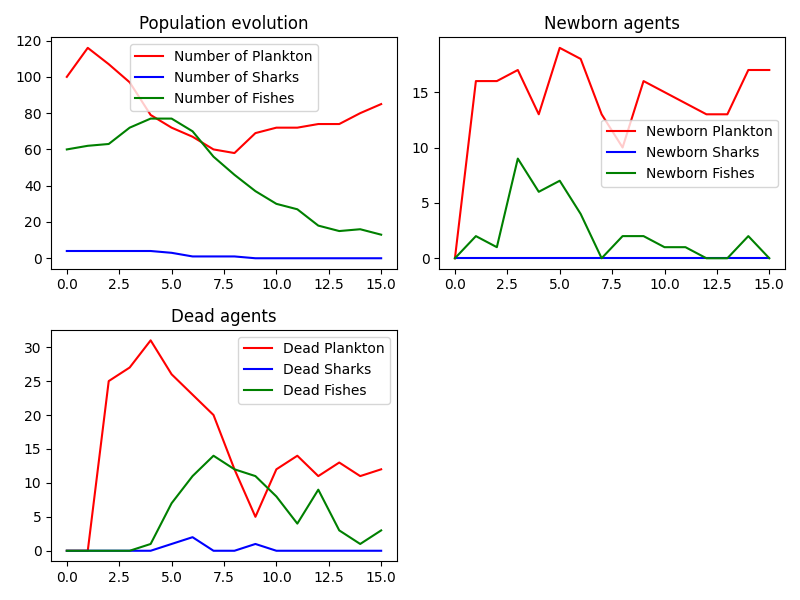 Population evolution
120
100
80
60
40
20
0
Number of Plankton
Number of Sharks
Number of Fishes
0.0 2.5 5.0 7.5 10.0 12.5 15.0
Newborn agents
15
10
5
0
Newborn Plankton
Newborn Sharks
Newborn Fishes
0.0 2.5 5.0 7.5 10.0 12.5 15.0
Dead agents
30
25
20
15
10
5
0
Dead Plankton
Dead Sharks
Dead Fishes
0.0 2.5 5.0 7.5 10.0 12.5 15.0